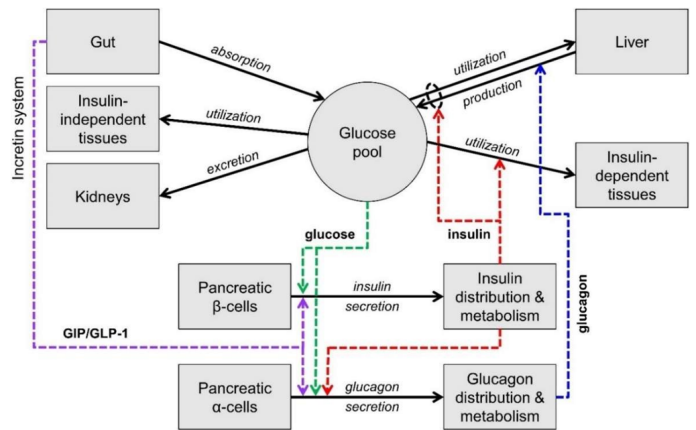 Gut
Liver
absorption
utilization
production
Incretin system
Insulin-
independent
tissues
utilization
Glucose
pool
utilization
Insulin-
dependent
tissues
excretion
Kidneys
glucose
insulin
Pancreatic
β-cells
insulin
secretion
Insulin
distribution &
metabolism
glucagon
GIP/GLP-1
Pancreatic
α-cells
glucagon
secretion
Glucagon
distribution &
metabolism